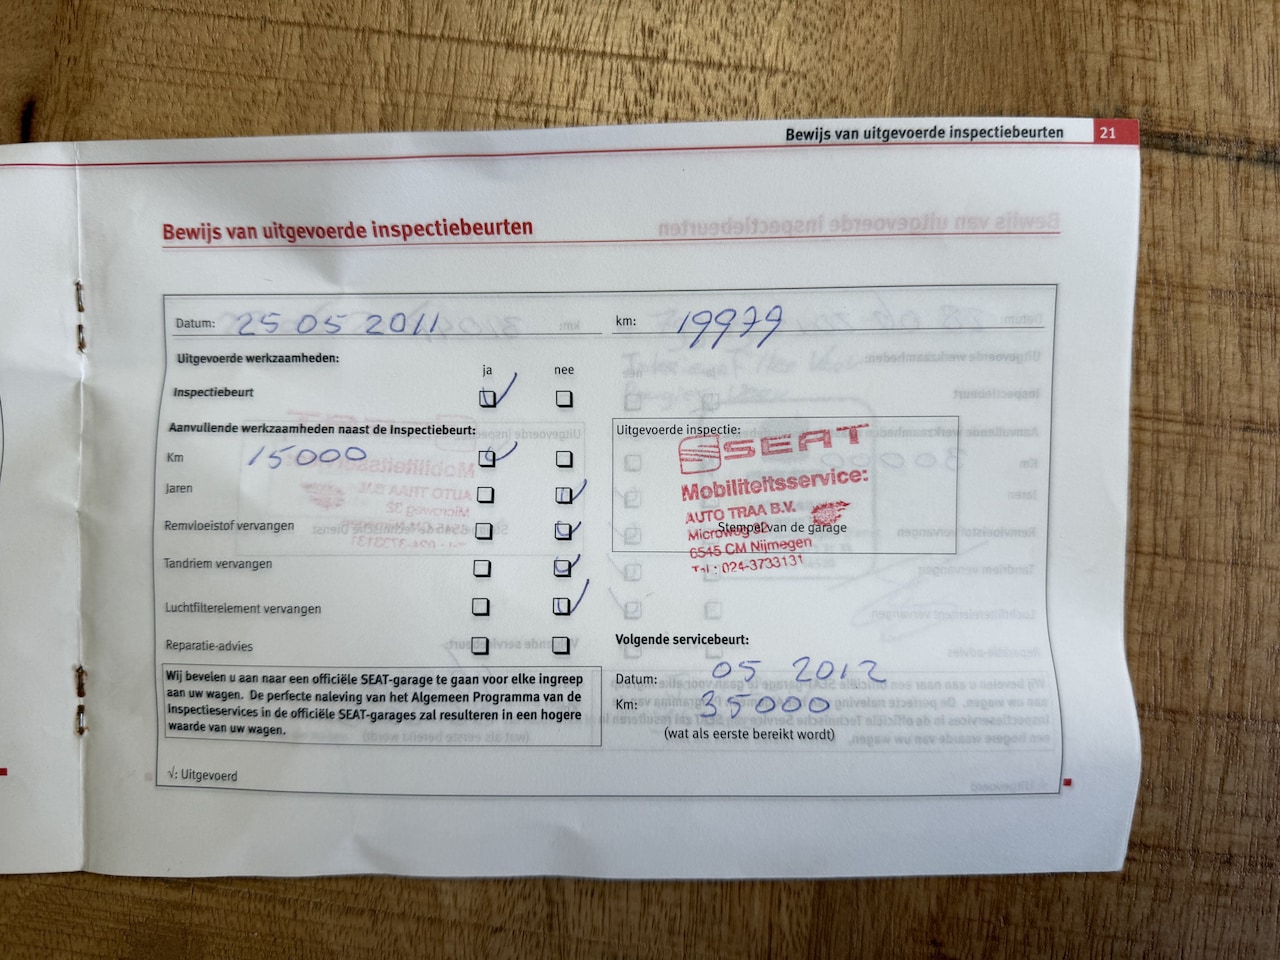 Bewijs van uitgevoerde inspectiebeurten 21
Bewijs van uitgevoerde inspectiebeurten
Datum: 25 05 2011 km: 19979
Uitgevoerde werkzaamheden:
ja nee
Inspectiebeurt
Aanvullende werkzaamheden naast de Inspectiebeurt:
Km 15000
Jaren
Remvloeistof vervangen
Tandriem vervangen
Luchtfilterelement vervangen
Reparatie-advies
Wij bevelen u aan naar een officiële SEAT-garage te gaan voor elke ingreep
aan uw wagen. De perfecte naleving van het Algemeen Programma van de
Inspectieservices in de officiële SEAT-garages zal resulteren in een hogere
waarde van uw wagen.
√: Uitgevoerd
Uitgevoerde inspectie:
SEAT
Mobiliteitsservice:
AUTO TRAA B.V.
Stempel van de garage
Microweg 32
6545 CM Nijmegen
Tel.: 024-3733131
Volgende servicebeurt:
Datum: 05 2012
Km: 35000
(wat als eerste bereikt wordt)